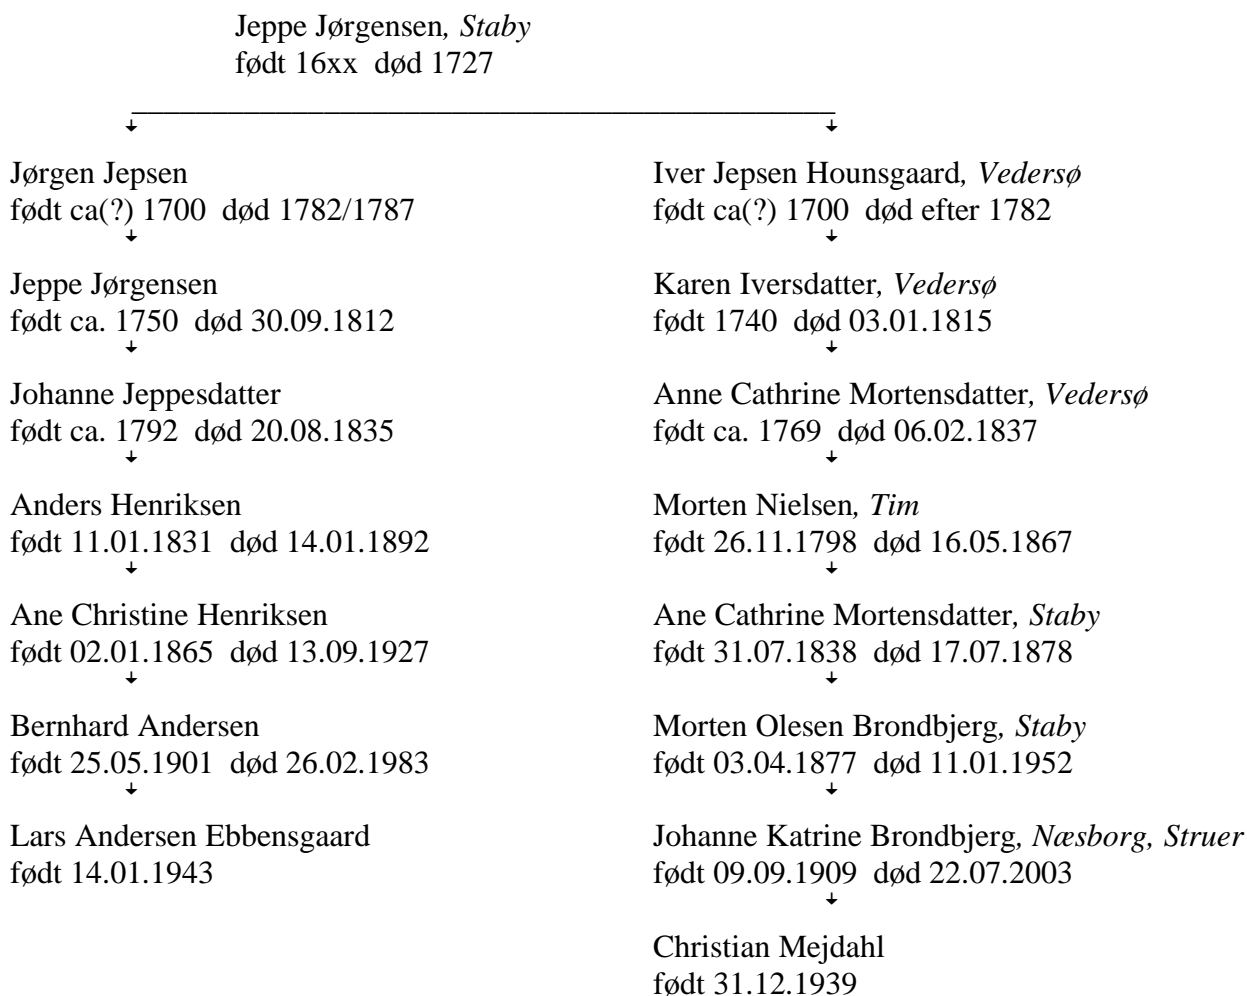 Jeppe Jørgensen, Staby
født 16xx død 1727
Jørgen Jepsen
født ca(?) 1700 død 1782/1787
Iver Jepsen Hounsgaard, Vedersø
født ca(?) 1700 død efter 1782
Jeppe Jørgensen
født ca. 1750 død 30.09.1812
Karen Iversdatter, Vedersø
født 1740 død 03.01.1815
Johanne Jeppesdatter
født ca. 1792 død 20.08.1835
Anne Cathrine Mortensdatter, Vedersø
født ca. 1769 død 06.02.1837
Anders Henriksen
født 11.01.1831 død 14.01.1892
Morten Nielsen, Tim
født 26.11.1798 død 16.05.1867
Ane Christine Henriksen
født 02.01.1865 død 13.09.1927
Ane Cathrine Mortensdatter, Staby
født 31.07.1838 død 17.07.1878
Bernhard Andersen
født 25.05.1901 død 26.02.1983
Morten Olesen Brondbjerg, Staby
født 03.04.1877 død 11.01.1952
Lars Andersen Ebbensgaard
født 14.01.1943
Johanne Katrine Brondbjerg, Næsborg, Struer
født 09.09.1909 død 22.07.2003
Christian Mejdahl
født 31.12.1939